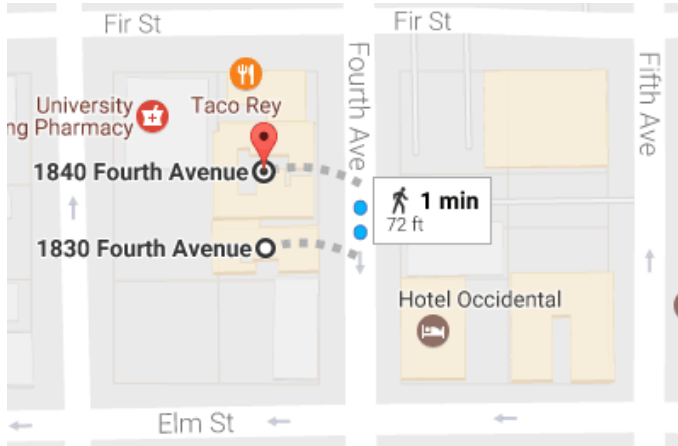 Fir St
Fir St
Fourth Ave
Fifth Ave
University
ng Pharmacy
Taco Rey
1840 Fourth Avenue
1 min
72 ft
1830 Fourth Avenue
Hotel Occidental
Elm St